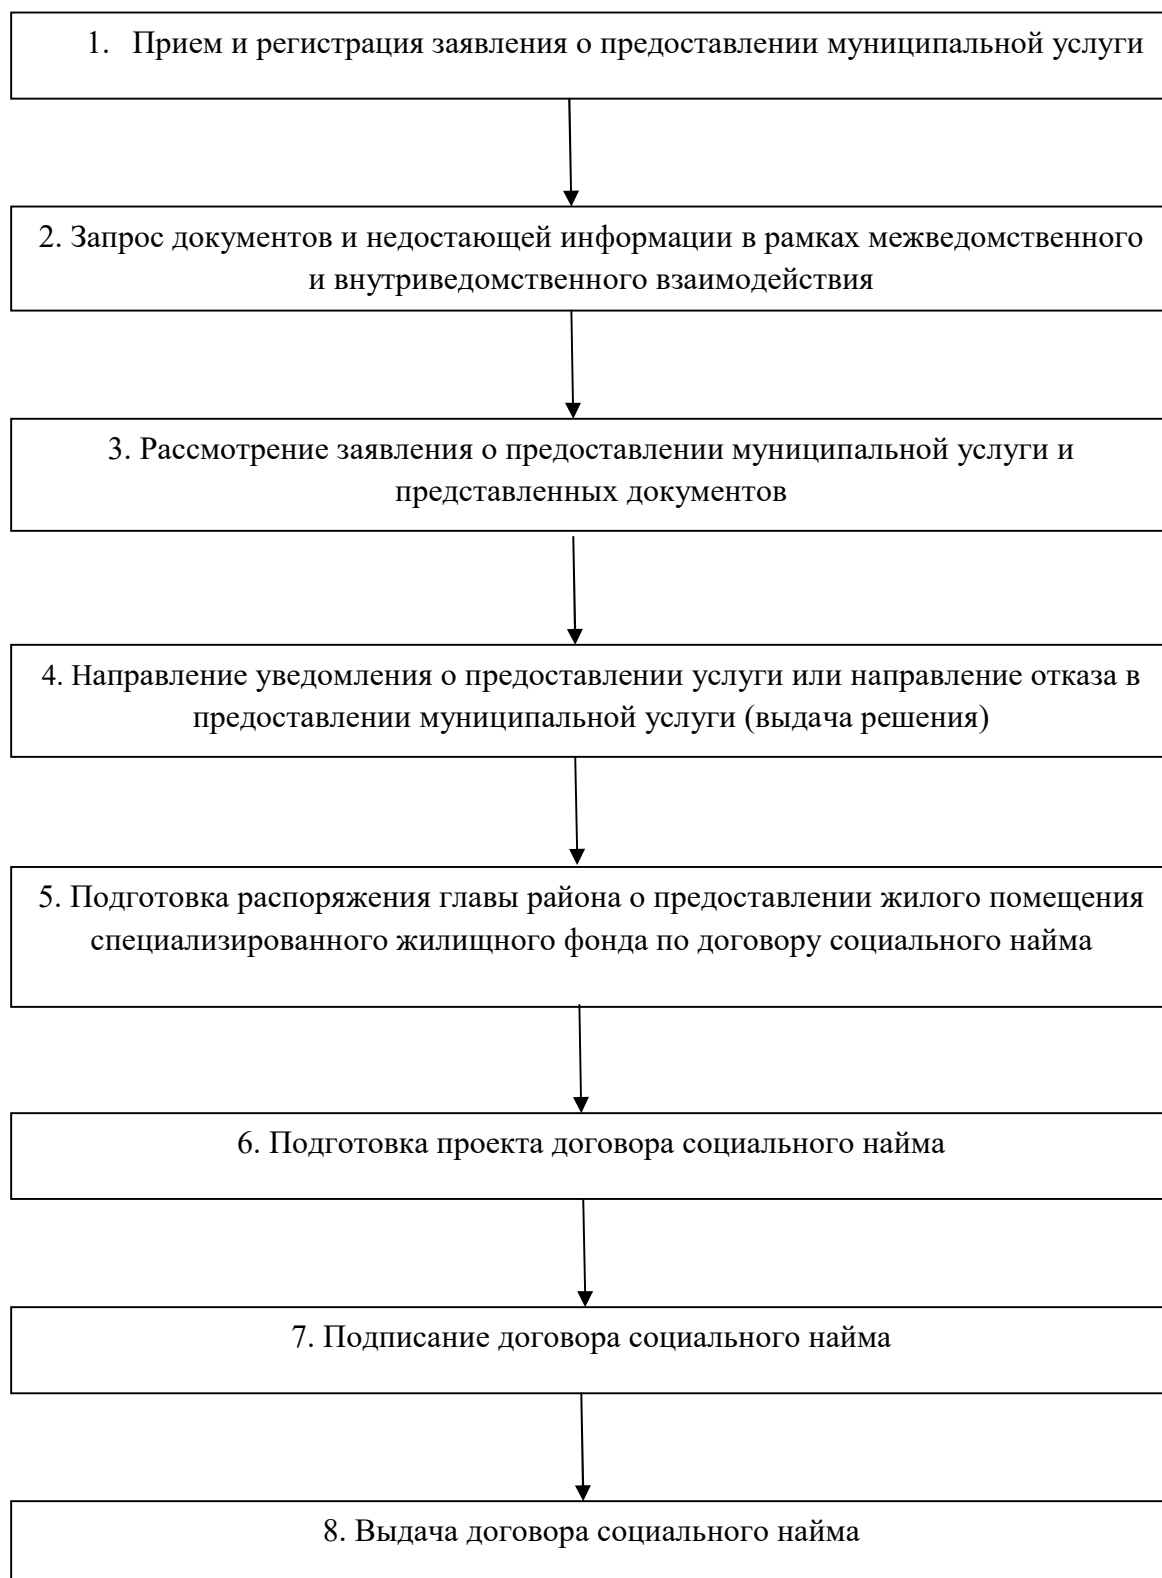 1. Прием и регистрация заявления о предоставлении муниципальной услуги
2. Запрос документов и недостающей информации в рамках межведомственного
и внутриведомственного взаимодействия
3. Рассмотрение заявления о предоставлении муниципальной услуги и
представленных документов
4. Направление уведомления о предоставлении услуги или направление отказа в
предоставлении муниципальной услуги (выдача решения)
5. Подготовка распоряжения главы района о предоставлении жилого помещения
специализированного жилищного фонда по договору социального найма
6. Подготовка проекта договора социального найма
7. Подписание договора социального найма
8. Выдача договора социального найма